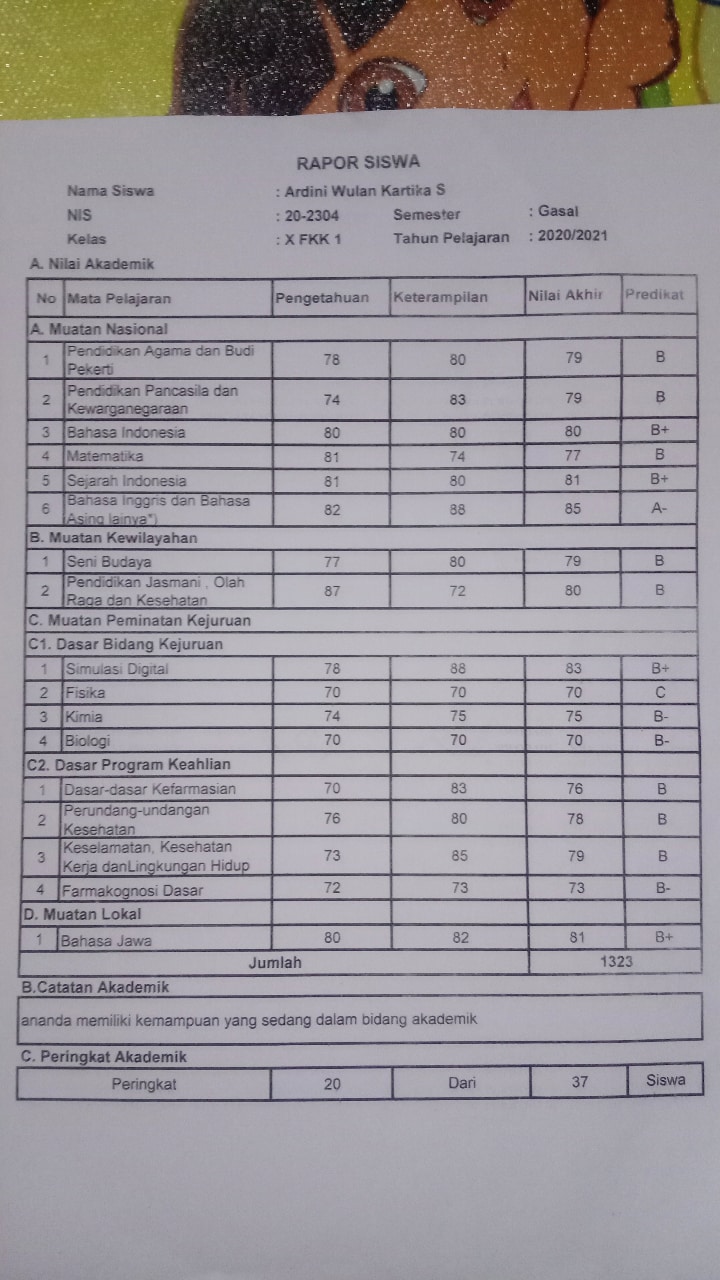 RAPOR SISWA
Nama Siswa : Ardini Wulan Kartika S
NIS : 20-2304 Semester : Gasal
Kelas : X FKK 1 Tahun Pelajaran : 2020/2021
A. Nilai Akademik
No Mata Pelajaran Pengetahuan Keterampilan Nilai Akhir Predikat
A. Muatan Nasional
1 Pendidikan Agama dan Budi
Pekerti 78 80 79 B
2 Pendidikan Pancasila dan
Kewarganegaraan 74 83 79 B
3 Bahasa Indonesia 80 80 80 B+
4 Matematika 81 74 77 B
5 Sejarah Indonesia 81 80 81 B+
6 Bahasa Inggris dan Bahasa
Asing lainya*) 82 88 85 A-
B. Muatan Kewilayahan
1 Seni Budaya 77 80 79 B
2 Pendidikan Jasmani , Olah
Raga dan Kesehatan 87 72 80 B
C. Muatan Peminatan Kejuruan
C1. Dasar Bidang Kejuruan
1 Simulasi Digital 78 88 83 B+
2 Fisika 70 70 70 C
3 Kimia 74 75 75 B-
4 Biologi 70 70 70 B-
C2. Dasar Program Keahlian
1 Dasar-dasar Kefarmasian 70 83 76 B
2 Perundang-undangan
Kesehatan 76 80 78 B
3 Keselamatan, Kesehatan
Kerja danLingkungan Hidup 73 85 79 B
4 Farmakognosi Dasar 72 73 73 B-
D. Muatan Lokal
1 Bahasa Jawa 80 82 81 B+
Jumlah 1323
B.Catatan Akademik
ananda memiliki kemampuan yang sedang dalam bidang akademik
C. Peringkat Akademik
Peringkat 20 Dari 37 Siswa